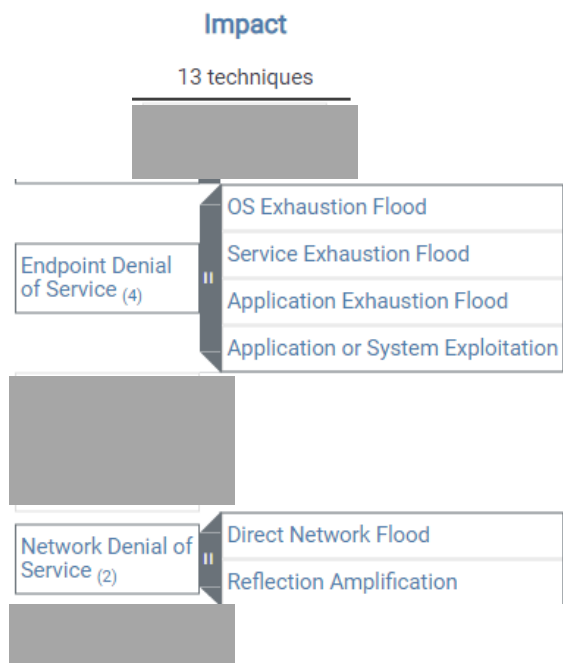 Impact
13 techniques
OS Exhaustion Flood
Endpoint Denial
of Service (4)
Service Exhaustion Flood
Application Exhaustion Flood
Application or System Exploitation
Network Denial of
Service (2)
Direct Network Flood
Reflection Amplification